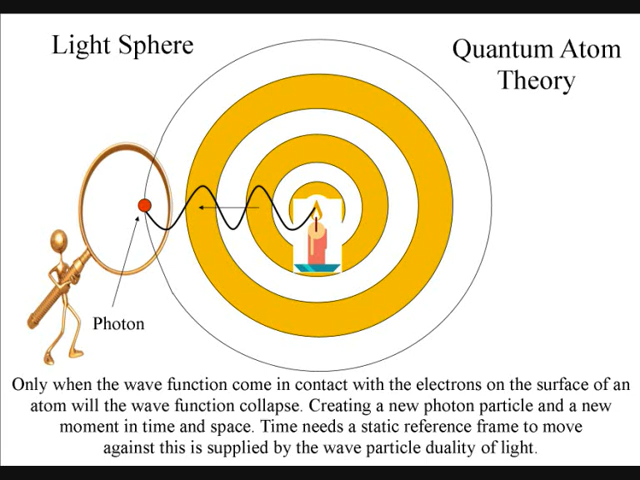 Light Sphere
Quantum Atom
Theory
Photon
Only when the wave function come in contact with the electrons on the surface of an
atom will the wave function collapse. Creating a new photon particle and a new
moment in time and space. Time needs a static reference frame to move
against this is supplied by the wave particle duality of light.